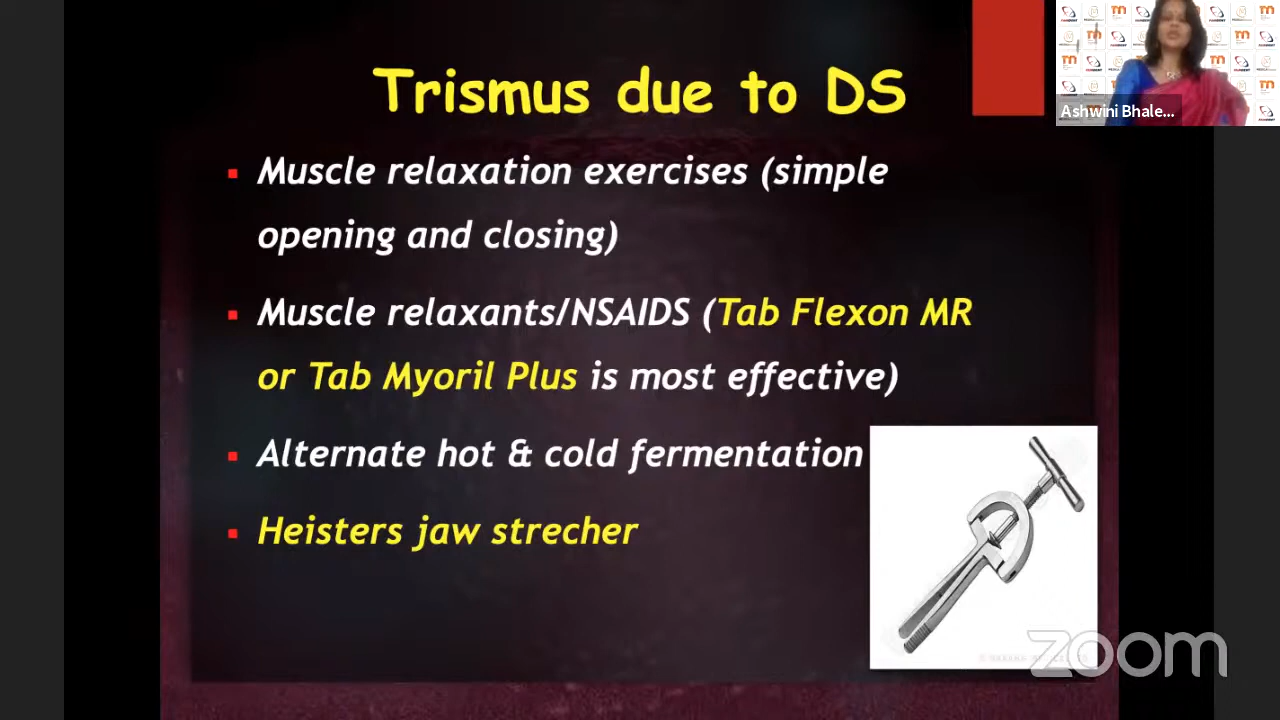 Trismus due to DS
Ashwini Bhale...
Muscle relaxation exercises (simple
opening and closing)
Muscle relaxants/NSAIDS (Tab Flexon MR
or Tab Myoril Plus is most effective)
Alternate hot & cold fermentation
Heisters jaw strecher
zoom